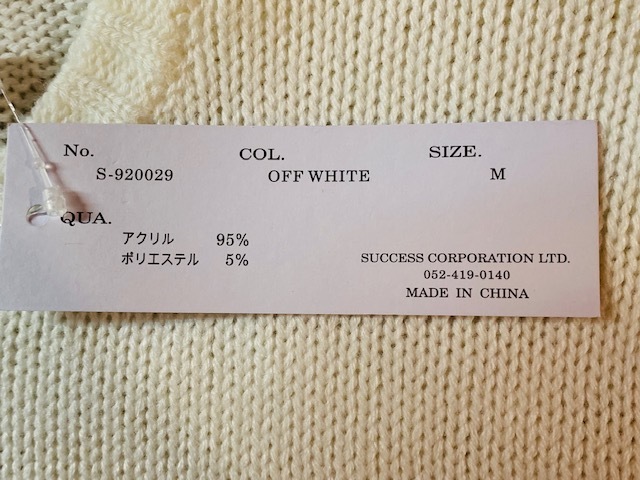 No. COL. SIZE.
S-920029 OFF WHITE M
QUA.
アクリル 95%
ポリエステル 5%
SUCCESS CORPORATION LTD.
052-419-0140
MADE IN CHINA